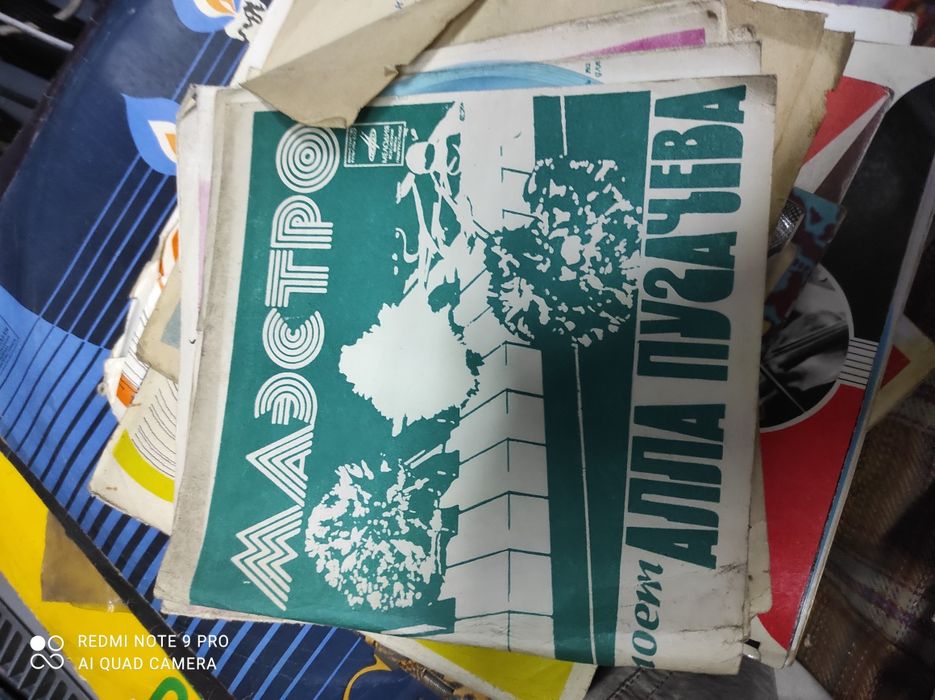 МАЭСТРО
МЕЛОДИЯ
поет
АЛЛА ПУГАЧЕВА
REDMI NOTE 9 PRO
AI QUAD CAMERA